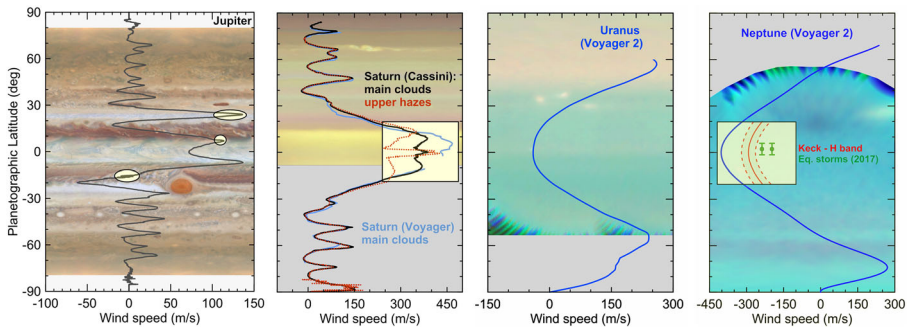 Jupiter
Planetographic Latitude (deg)
90
60
30
0
-30
-60
-90
-100
-50
0
50
100
150
Wind speed (m/s)
Saturn (Cassini):
main clouds
upper hazes
Saturn (Voyager)
main clouds
0
150
300
450
Wind speed (m/s)
Uranus
(Voyager 2)
-150
0
150
300
Wind speed (m/s)
Neptune (Voyager 2)
Keck - H band
Eq. storms (2017)
-450
-300
-150
0
150
300
Wind speed (m/s)